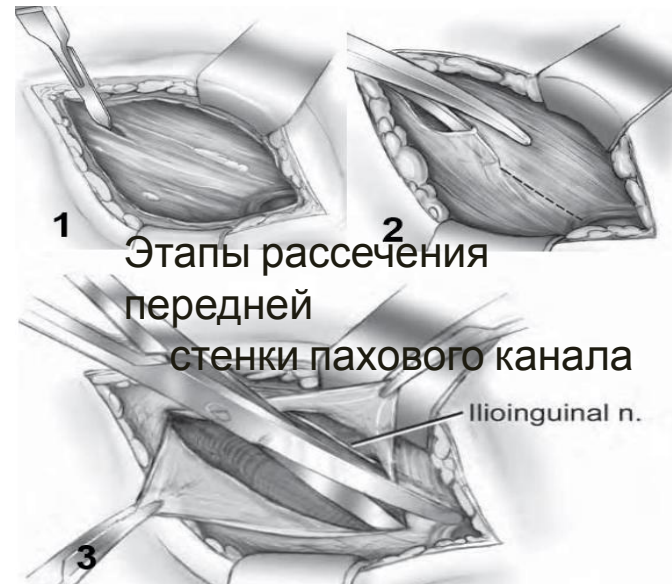 1
2
Этапы рассечения
передней
стенки пахового канала
Ilioinguinal n.
3